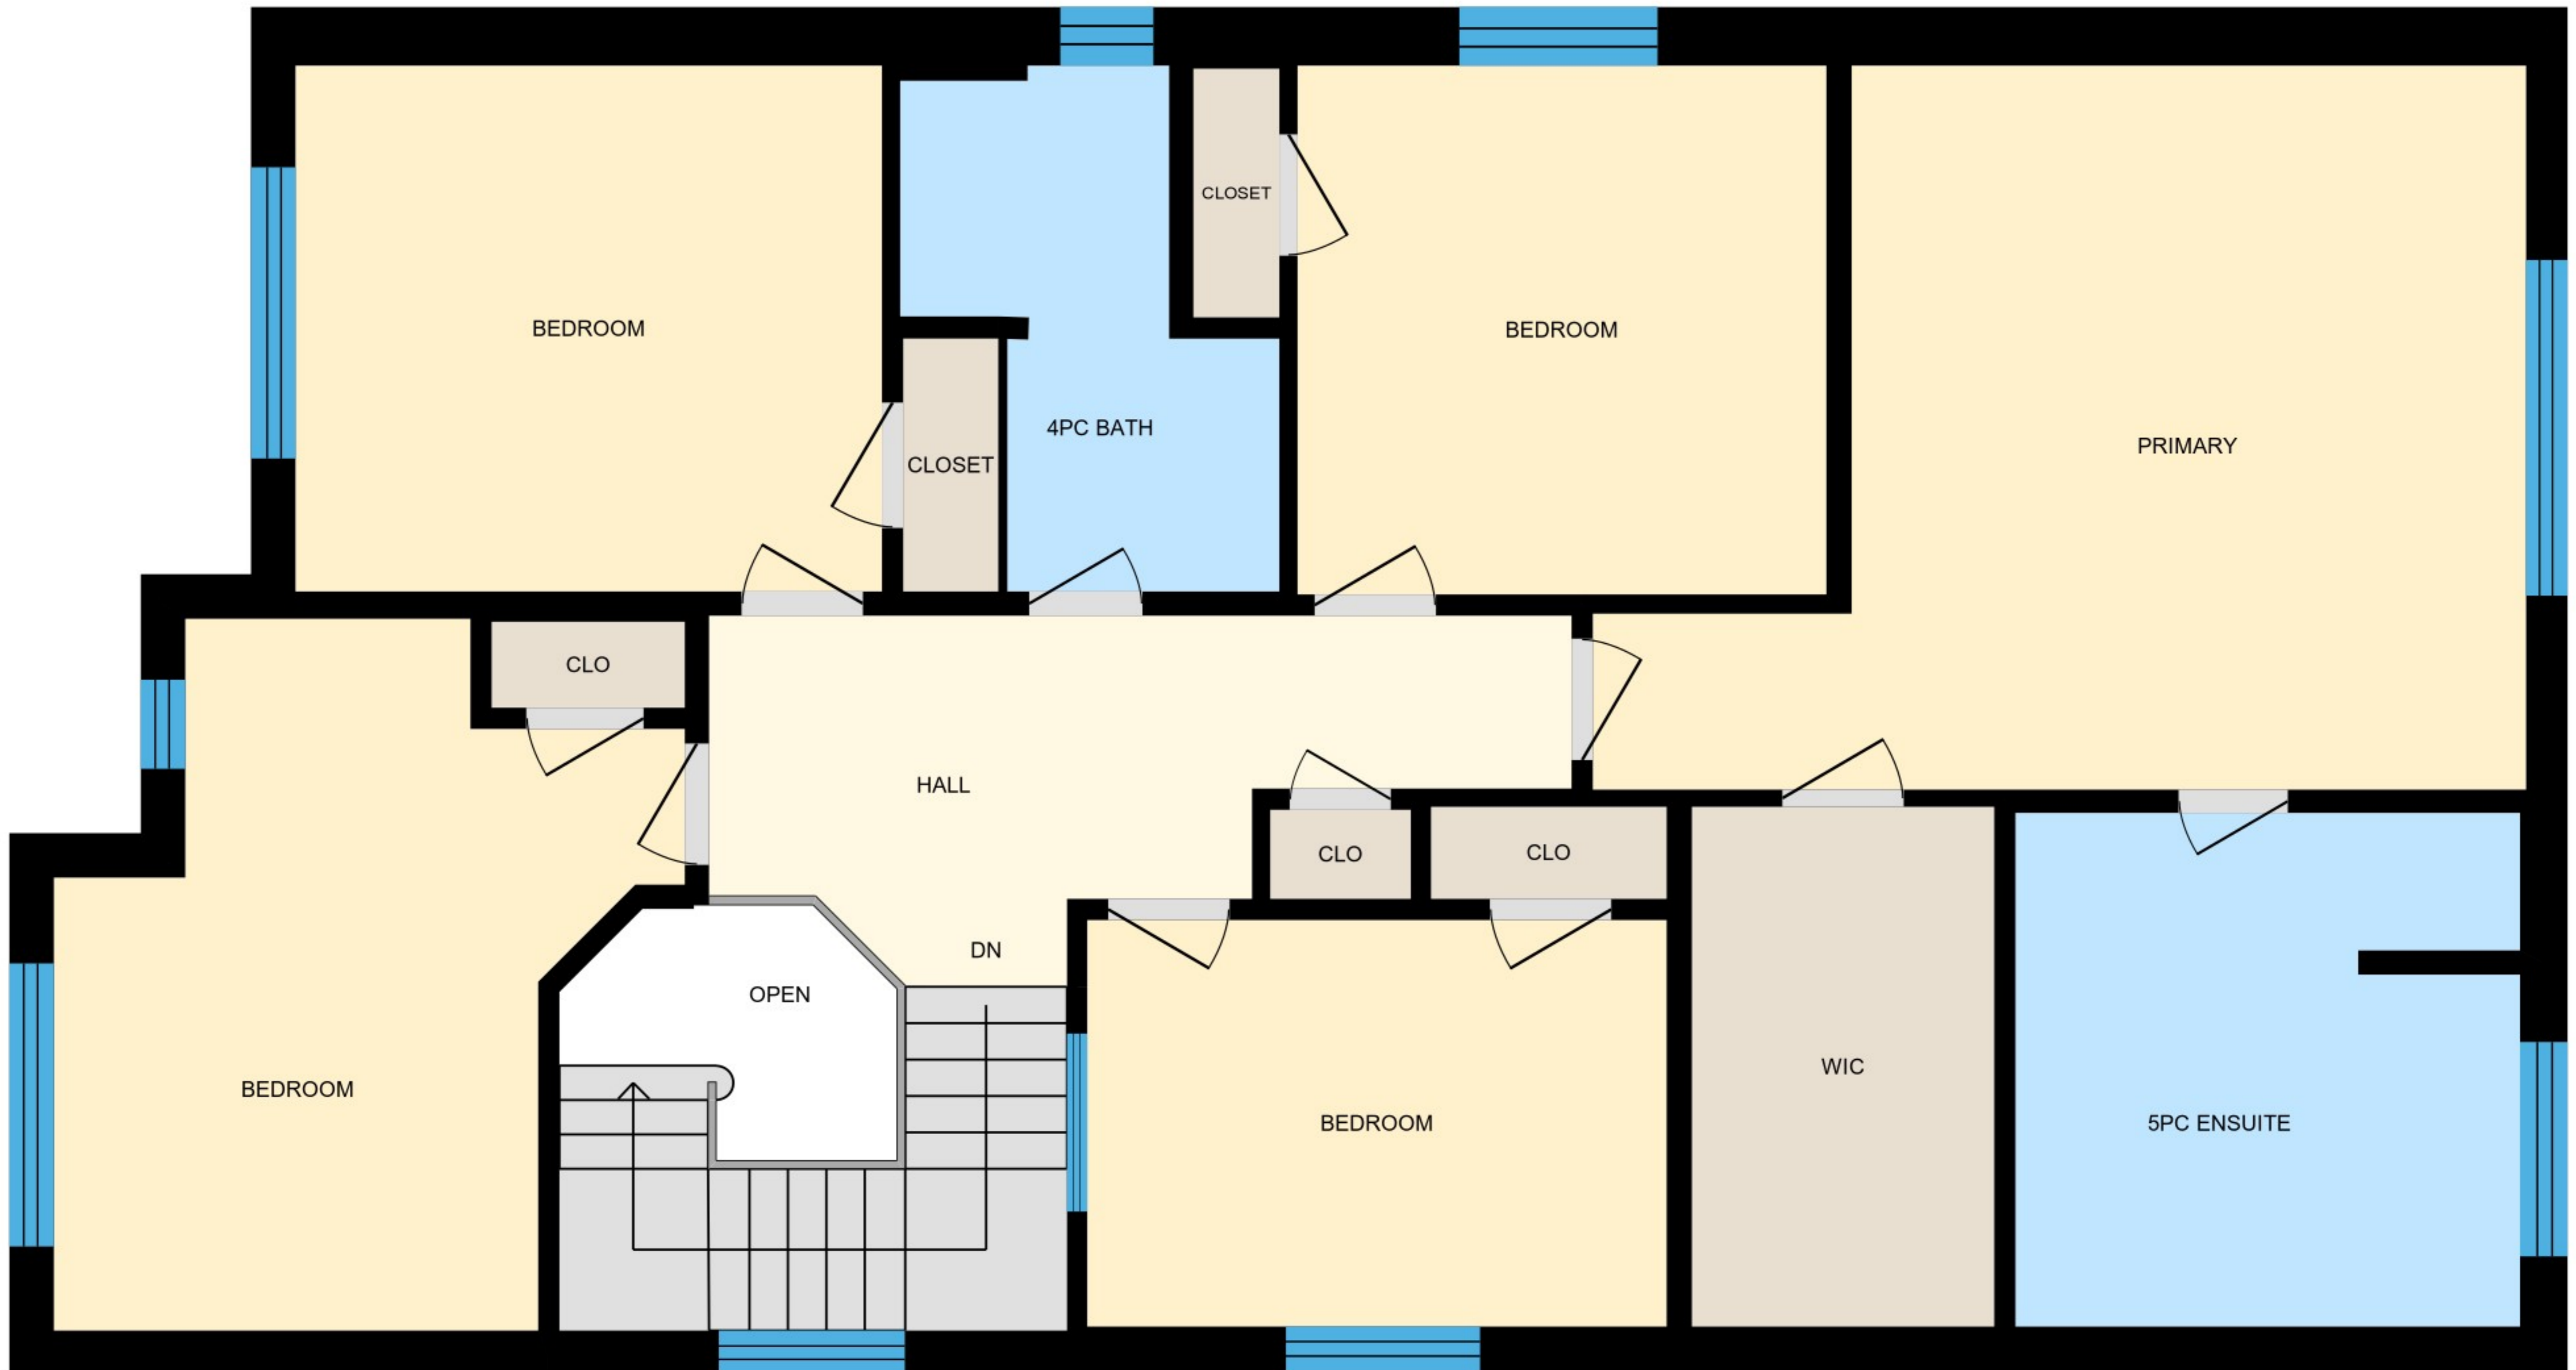 CLOSET
BEDROOM
BEDROOM
4PC BATH
PRIMARY
CLOSET
CLO
HALL
CLO
CLO
DN
OPEN
WIC
BEDROOM
BEDROOM
5PC ENSUITE